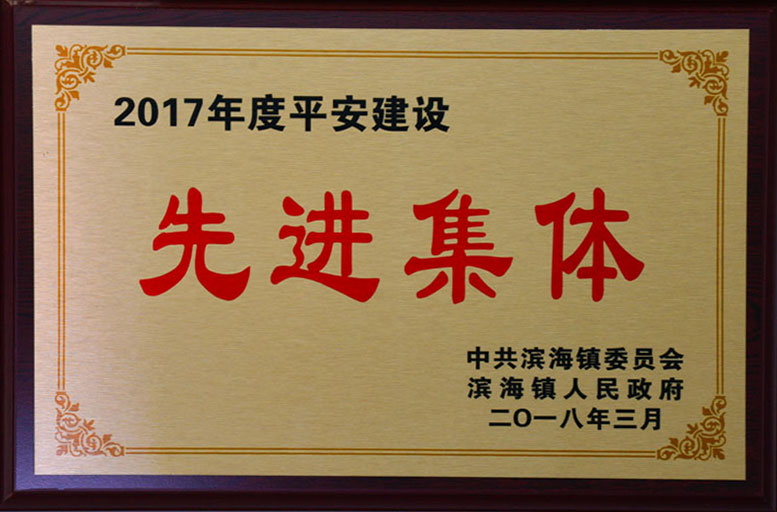 2017年度平安建设
先进集体
中共滨海镇委员会
滨海镇人民政府
二〇一八年三月